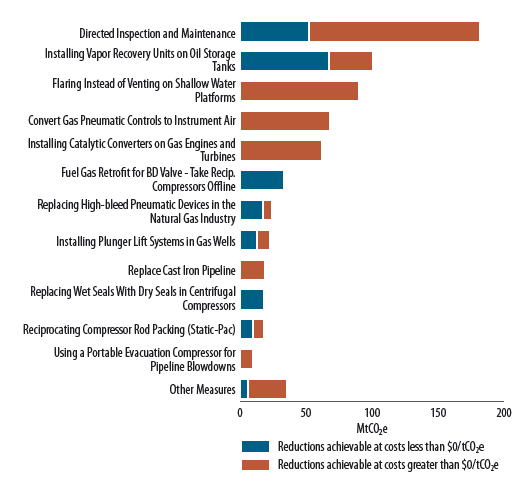 Directed Inspection and Maintenance
Installing Vapor Recovery Units on Oil Storage
Tanks
Flaring Instead of Venting on Shallow Water
Platforms
Convert Gas Pneumatic Controls to Instrument Air
Installing Catalytic Converters on Gas Engines and
Turbines
Fuel Gas Retrofit for BD Valve - Take Recip.
Compressors Offline
Replacing High-bleed Pneumatic Devices in the
Natural Gas Industry
Installing Plunger Lift Systems in Gas Wells
Replace Cast Iron Pipeline
Replacing Wet Seals With Dry Seals in Centrifugal
Compressors
Reciprocating Compressor Rod Packing (Static-Pac)
Using a Portable Evacuation Compressor for
Pipeline Blowdowns
Other Measures
0 50 100 150 200
MtCO₂e
Reductions achievable at costs less than $0/tCO₂e
Reductions achievable at costs greater than $0/tCO₂e